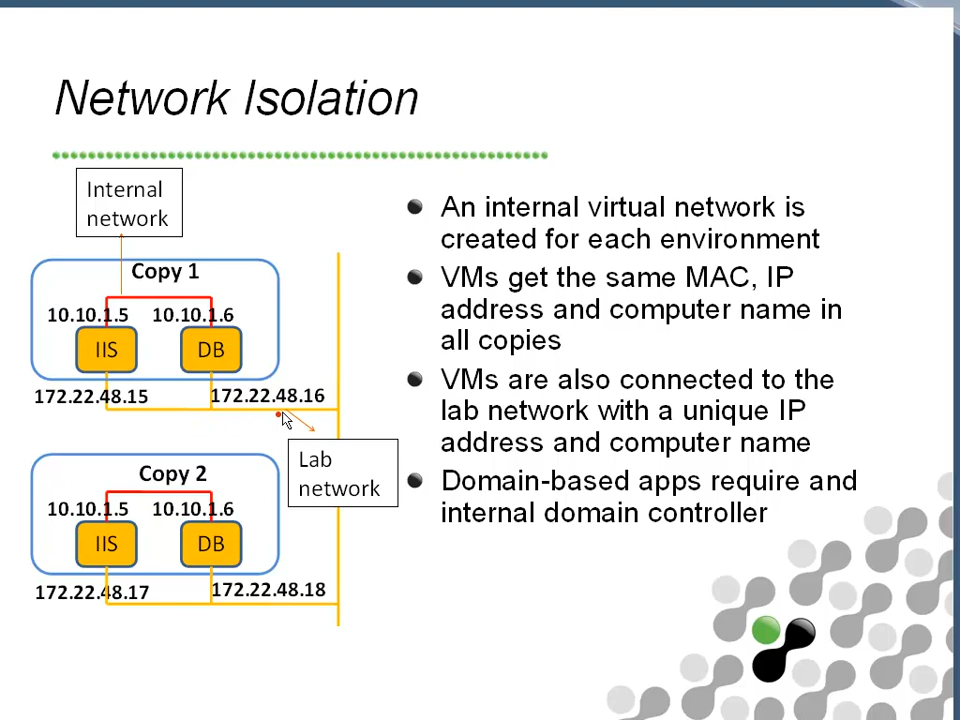 Network Isolation
Internal
network
Copy 1
10.10.1.5 10.10.1.6
IIS DB
172.22.48.15 172.22.48.16
Lab
network
Copy 2
10.10.1.5 10.10.1.6
IIS DB
172.22.48.17 172.22.48.18
An internal virtual network is
created for each environment
VMs get the same MAC, IP
address and computer name in
all copies
VMs are also connected to the
lab network with a unique IP
address and computer name
Domain-based apps require and
internal domain controller